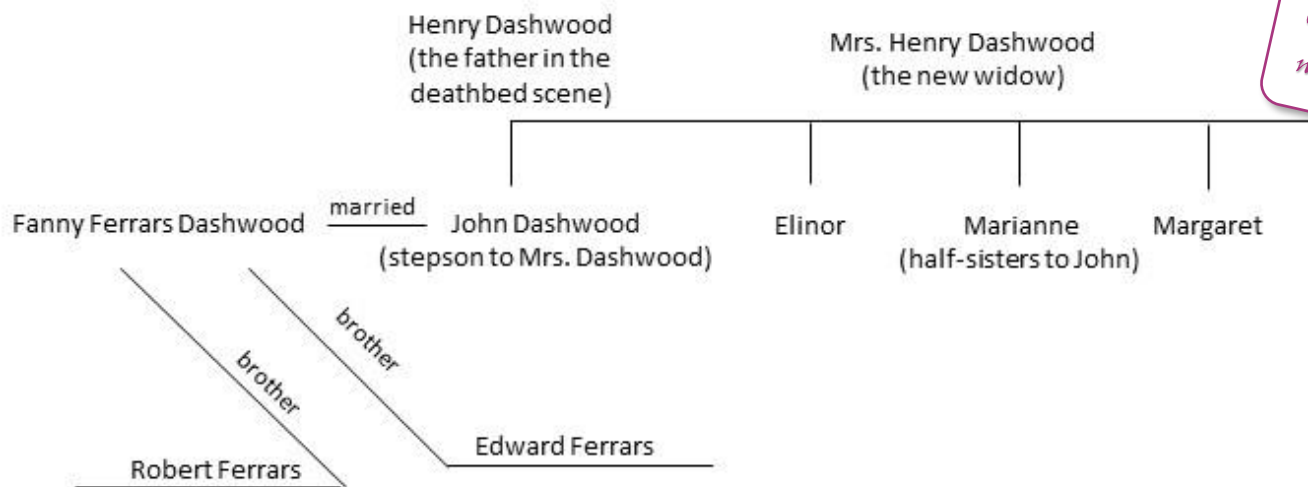 Henry Dashwood
(the father in the
deathbed scene)
Mrs. Henry Dashwood
(the new widow)
Fanny Ferrars Dashwood
married
John Dashwood
(stepson to Mrs. Dashwood)
Elinor
Marianne
(half-sisters to John)
Margaret
brother
brother
Edward Ferrars
Robert Ferrars